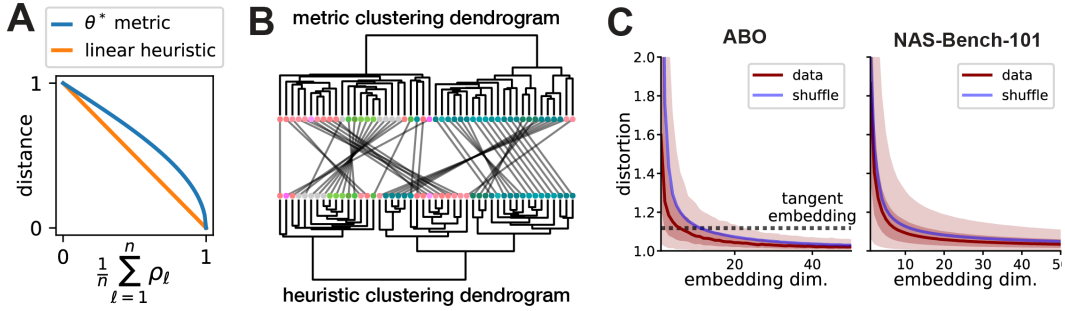 A
θ* metric
linear heuristic
1
distance
0
0
1
1/n n∑ℓ=1 ρℓ
B
metric clustering dendrogram
heuristic clustering dendrogram
C
ABO
data
shuffle
distortion
2.0
1.8
1.6
1.4
1.2
1.0
tangent
embedding
20
40
embedding dim.
NAS-Bench-101
data
shuffle
10
20
30
40
5
embedding dim.